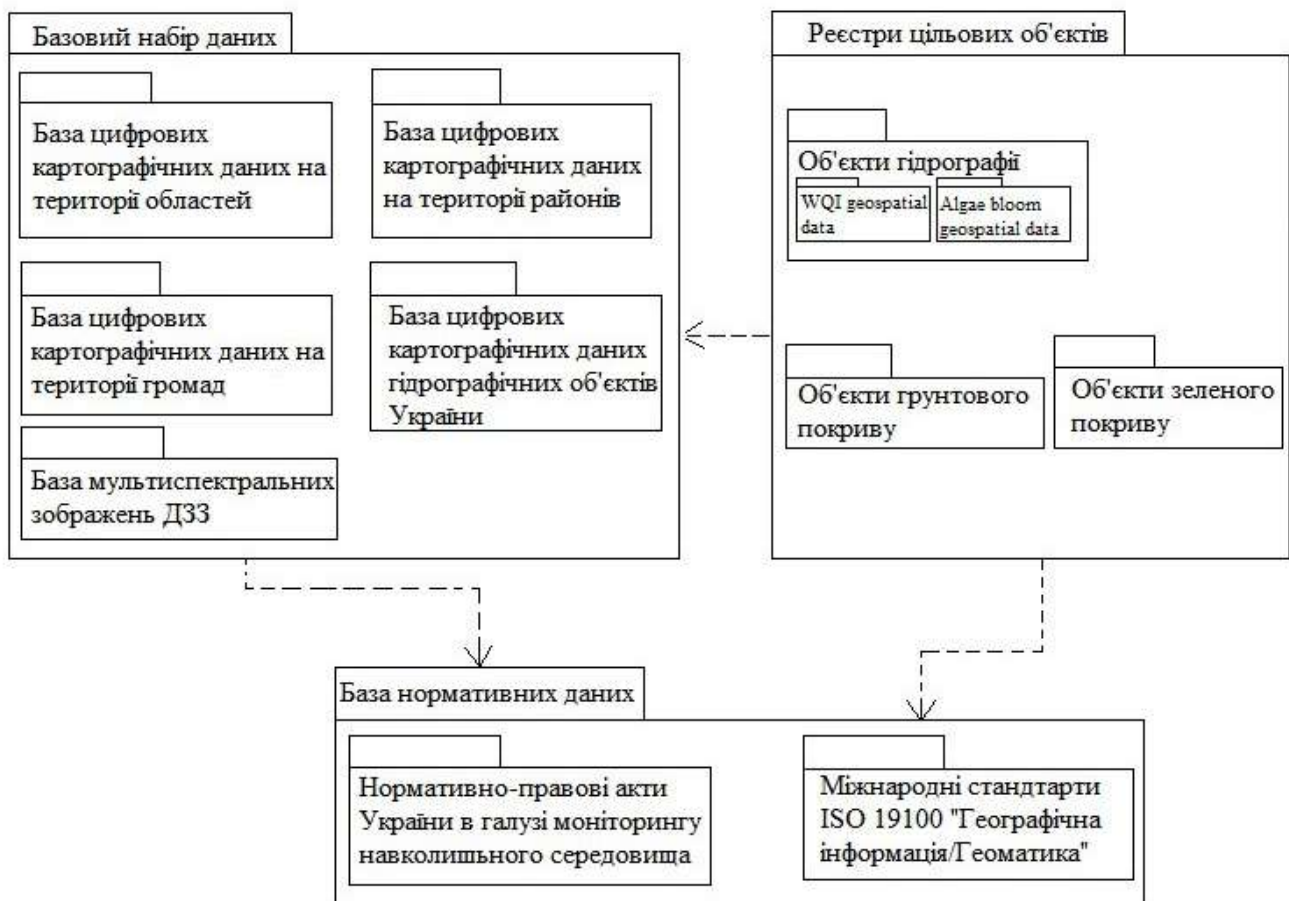 Базовий набір даних
База цифрових
картографічних даних на
території областей
База цифрових
картографічних даних
на території районів
База цифрових
картографічних даних на
території громад
База цифрових
картографічних даних
гідрографічних об'єктів
України
База мультиспектральних
зображень ДЗЗ
Реєстри цільових об'єктів
Об'єкти гідрографії
WQI geospatial
data
Algae bloom
geospatial data
Об'єкти грунтового
покриву
Об'єкти зеленого
покриву
База нормативних даних
Нормативно-правові акти
України в галузі моніторингу
навколишьного середовища
Міжнародні стандтарти
ISO 19100 "Географічна
інформація/Геоматика"